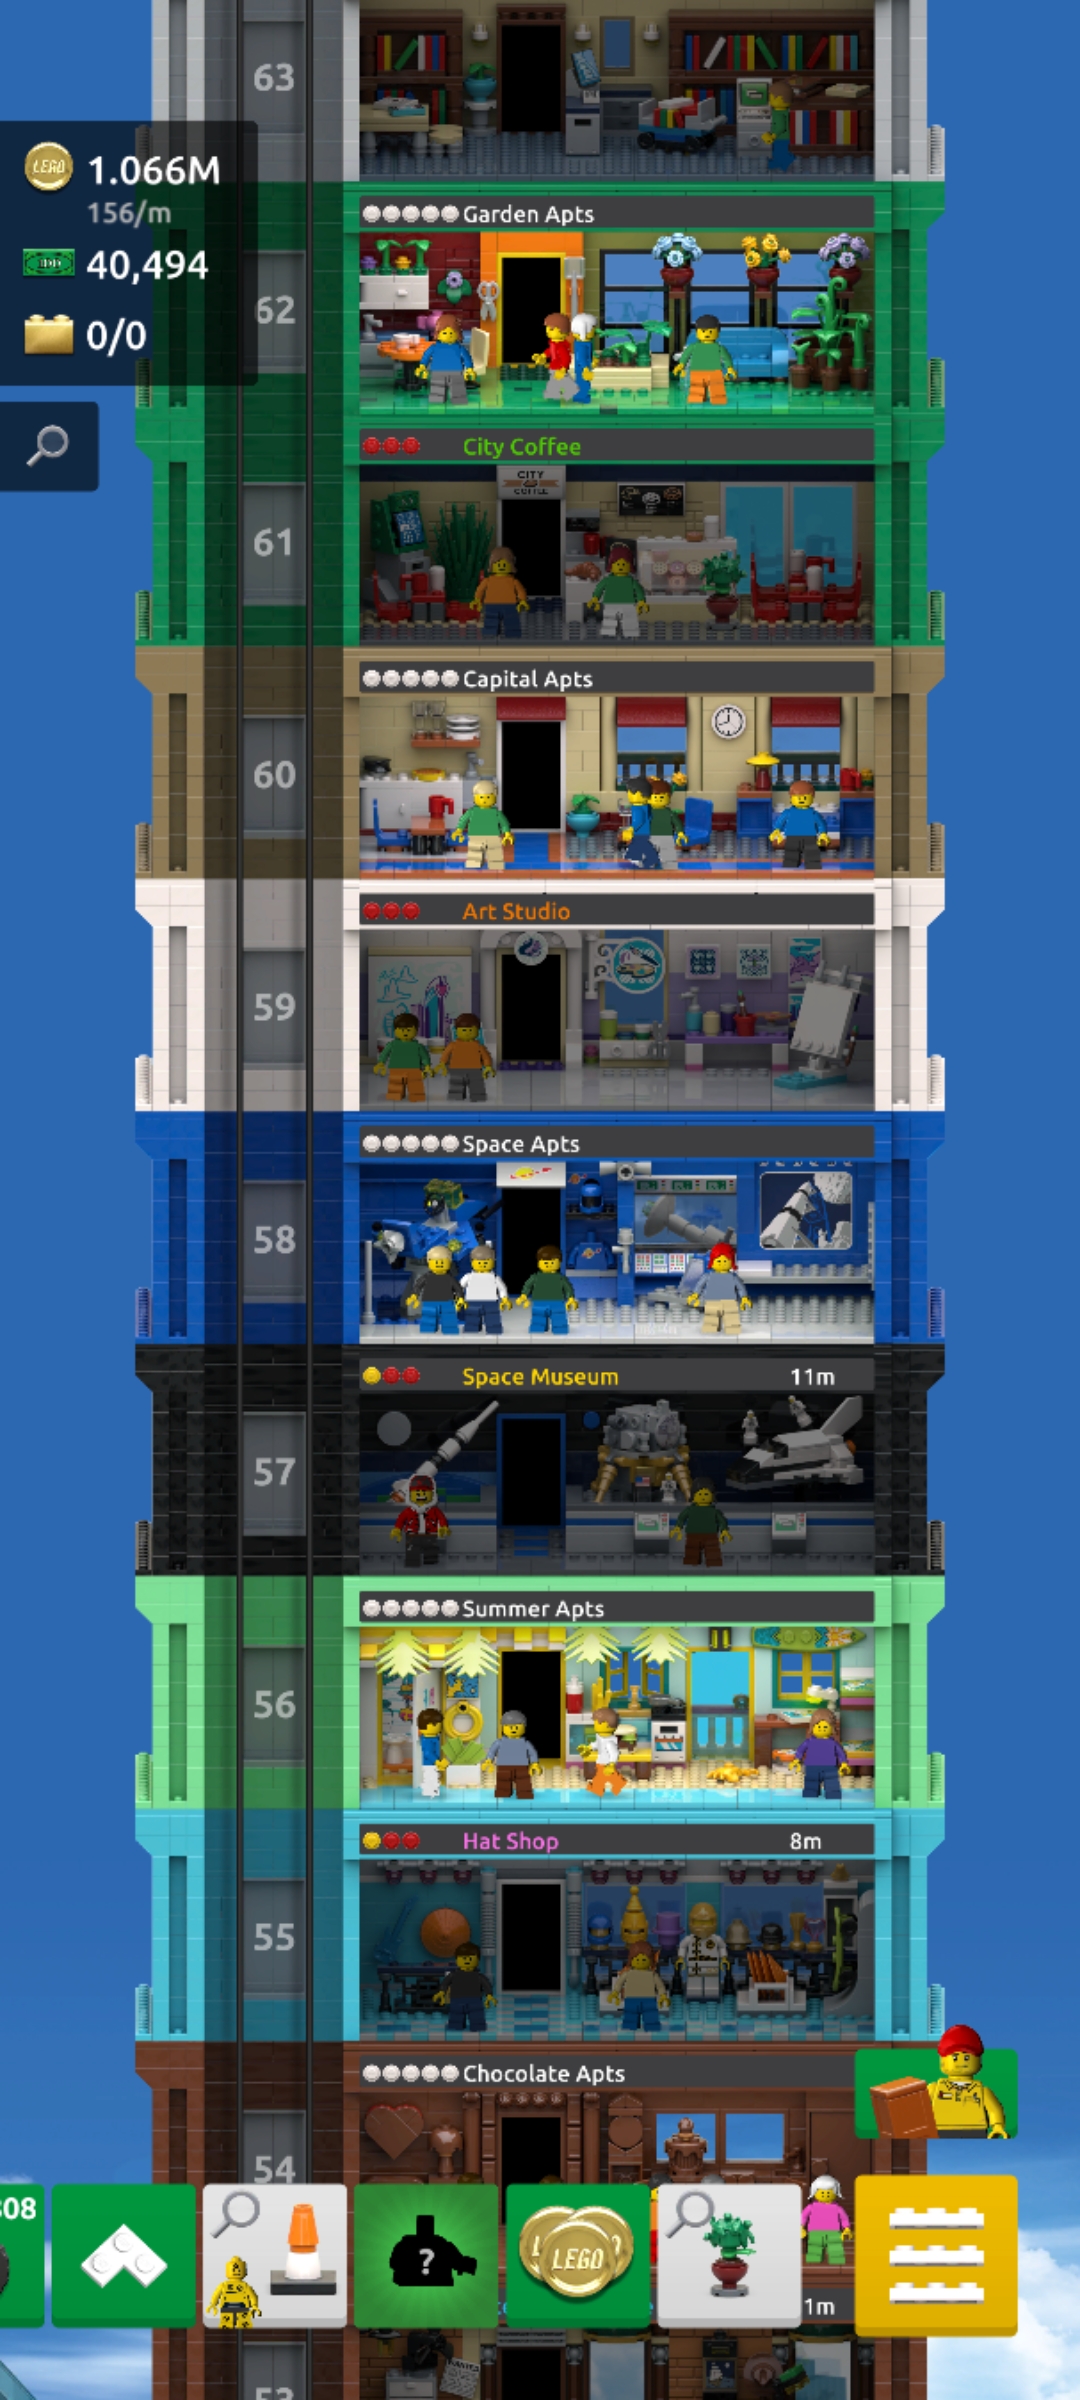 63
LEGO 1.066M
156/m
40,494
0/0
Garden Apts
62
City Coffee
CITY
COFFEE
61
Capital Apts
60
Art Studio
59
Space Apts
58
Space Museum 11m
57
Summer Apts
56
Hat Shop 8m
55
Chocolate Apts
54
?
LEGO
1m
53